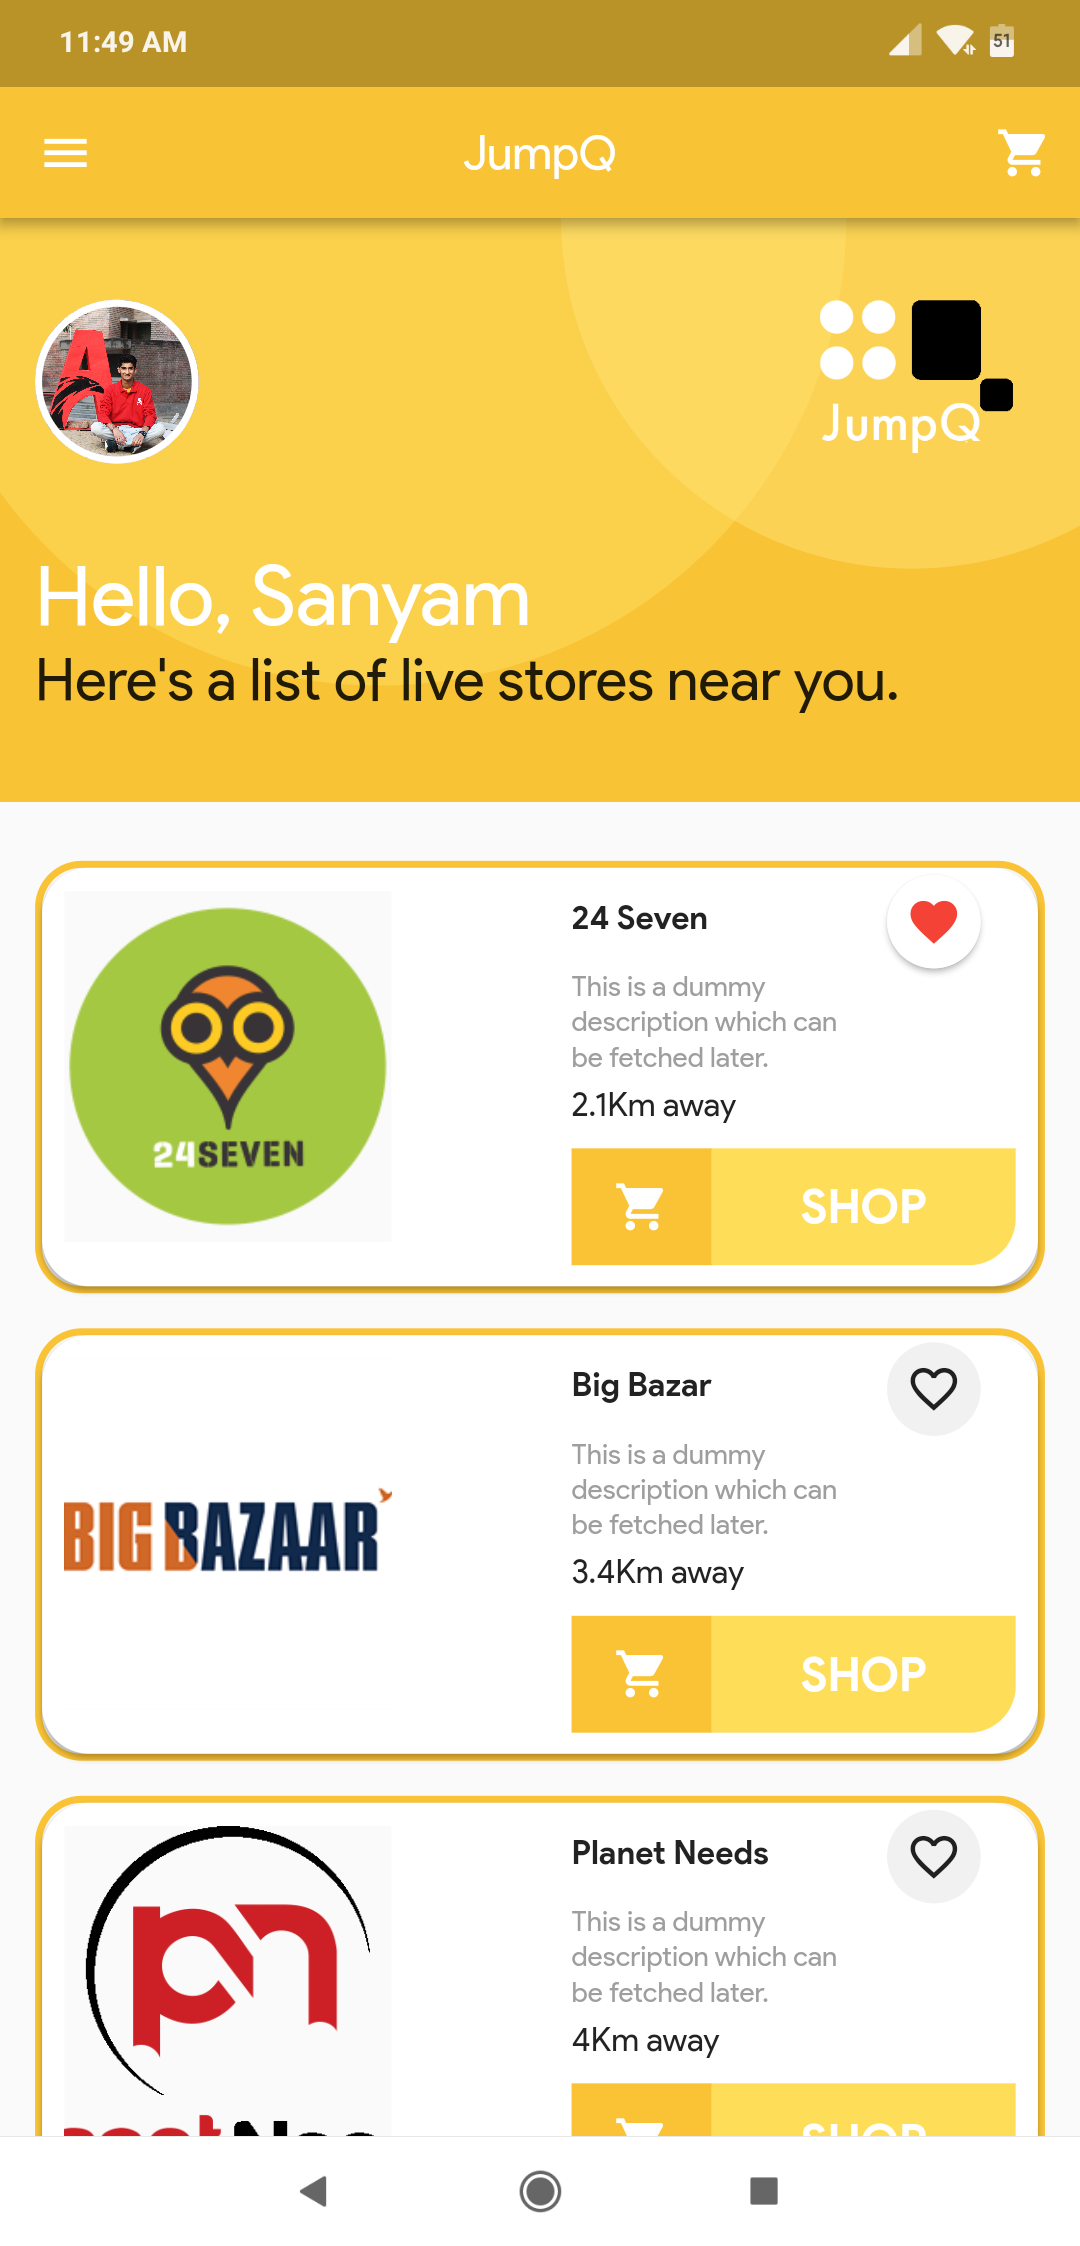 11:49 AM
51
JumpQ
JumpQ
Hello, Sanyam
Here's a list of live stores near you.
24 Seven
This is a dummy
description which can
be fetched later.
2.1Km away
24SEVEN
SHOP
Big Bazar
This is a dummy
description which can
be fetched later.
BIG BAZAAR
3.4Km away
SHOP
Planet Needs
This is a dummy
description which can
be fetched later.
pn
4Km away
SHOP